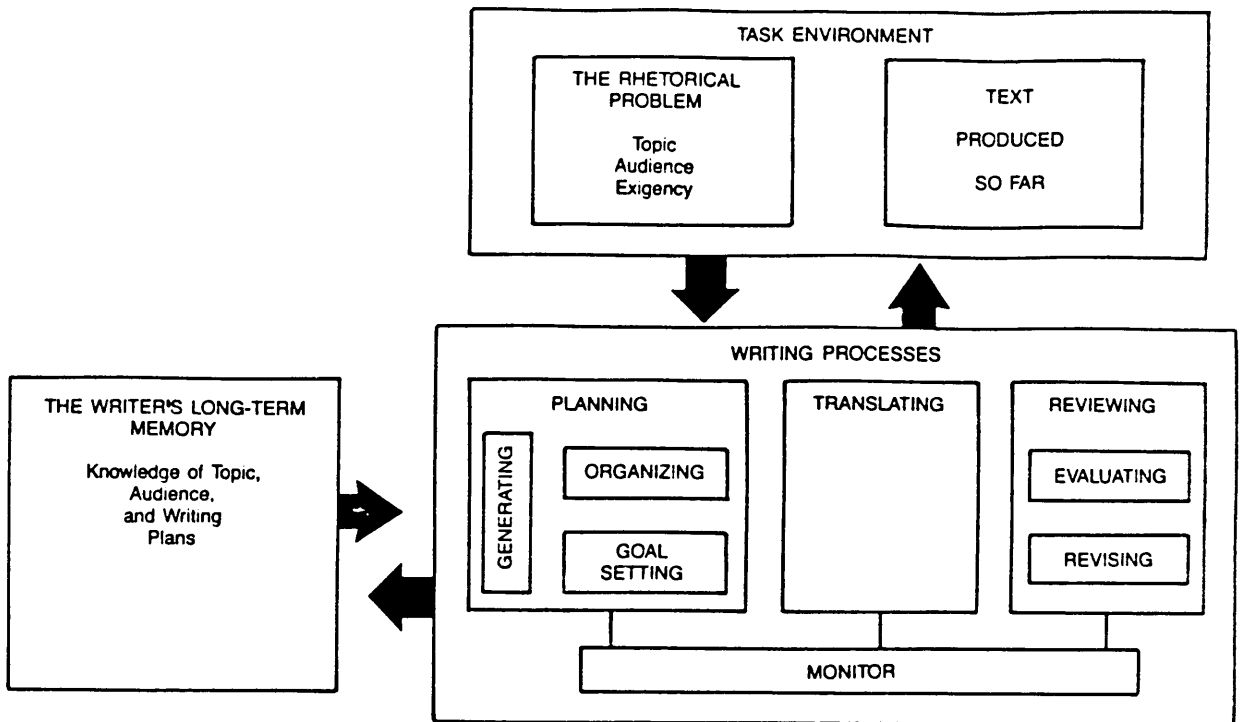 TASK ENVIRONMENT
THE RHETORICAL
PROBLEM
Topic
Audience
Exigency
TEXT
PRODUCED
SO FAR
WRITING PROCESSES
THE WRITER'S LONG-TERM
MEMORY
Knowledge of Topic,
Audience,
and Writing
Plans
PLANNING
GENERATING
ORGANIZING
GOAL
SETTING
TRANSLATING
REVIEWING
EVALUATING
REVISING
MONITOR